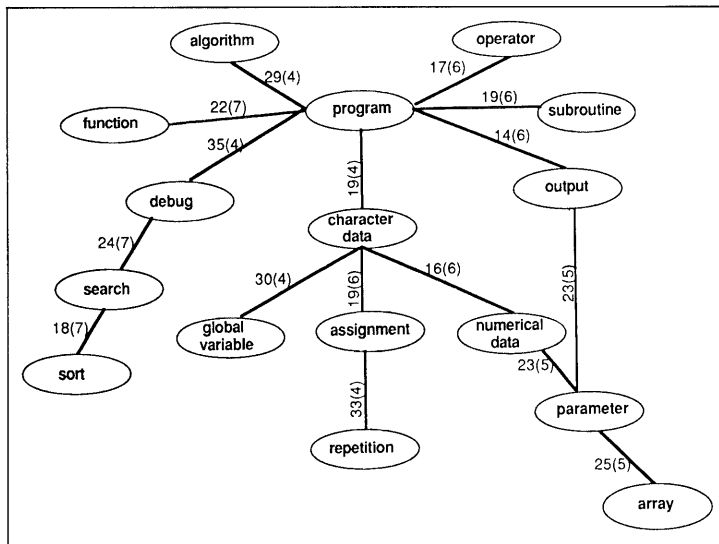 algorithm
operator
29(4)
17(6)
program
22(7)
19(6)
function
subroutine
35(4)
14(6)
19(4)
debug
output
character
data
24(7)
30(4)
19(6)
16(6)
23(5)
search
global
variable
assignment
numerical
data
18(7)
23(5)
sort
33(4)
parameter
repetition
25(5)
array